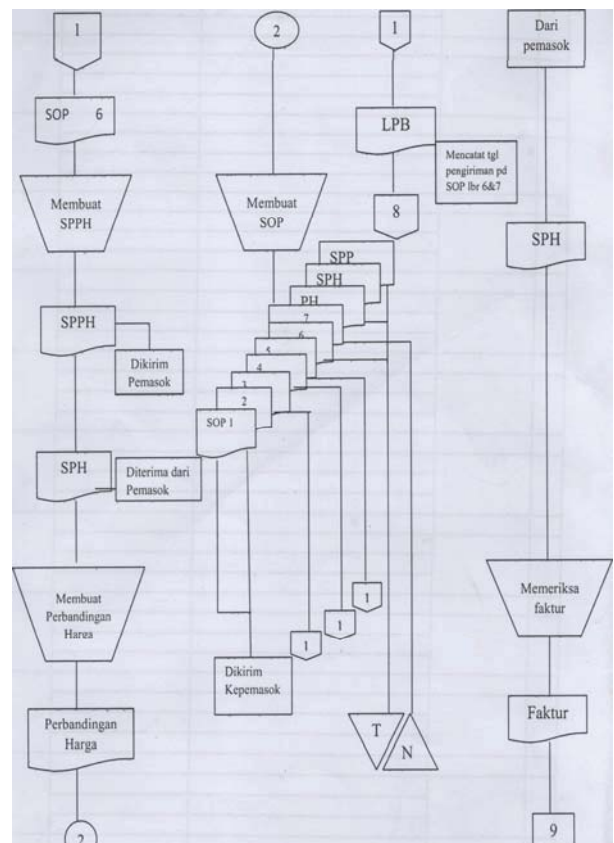 1
SOP 6
Membuat
SPPH
SPPH
Dikirim
Pemasok
SPH
Diterima dari
Pemasok
Membuat
Perbandingan
Harga
Perbandingan
Harga
2
2
Membuat
SOP
SPP
SPH
PH
7
6
5
4
3
2
SOP 1
Dikirim
Kepemasok
1
1
1
T
N
1
LPB
Mencatat tgl
pengiriman pd
SOP lbr 6&7
8
Dari
pemasok
SPH
Memeriksa
faktur
Faktur
9